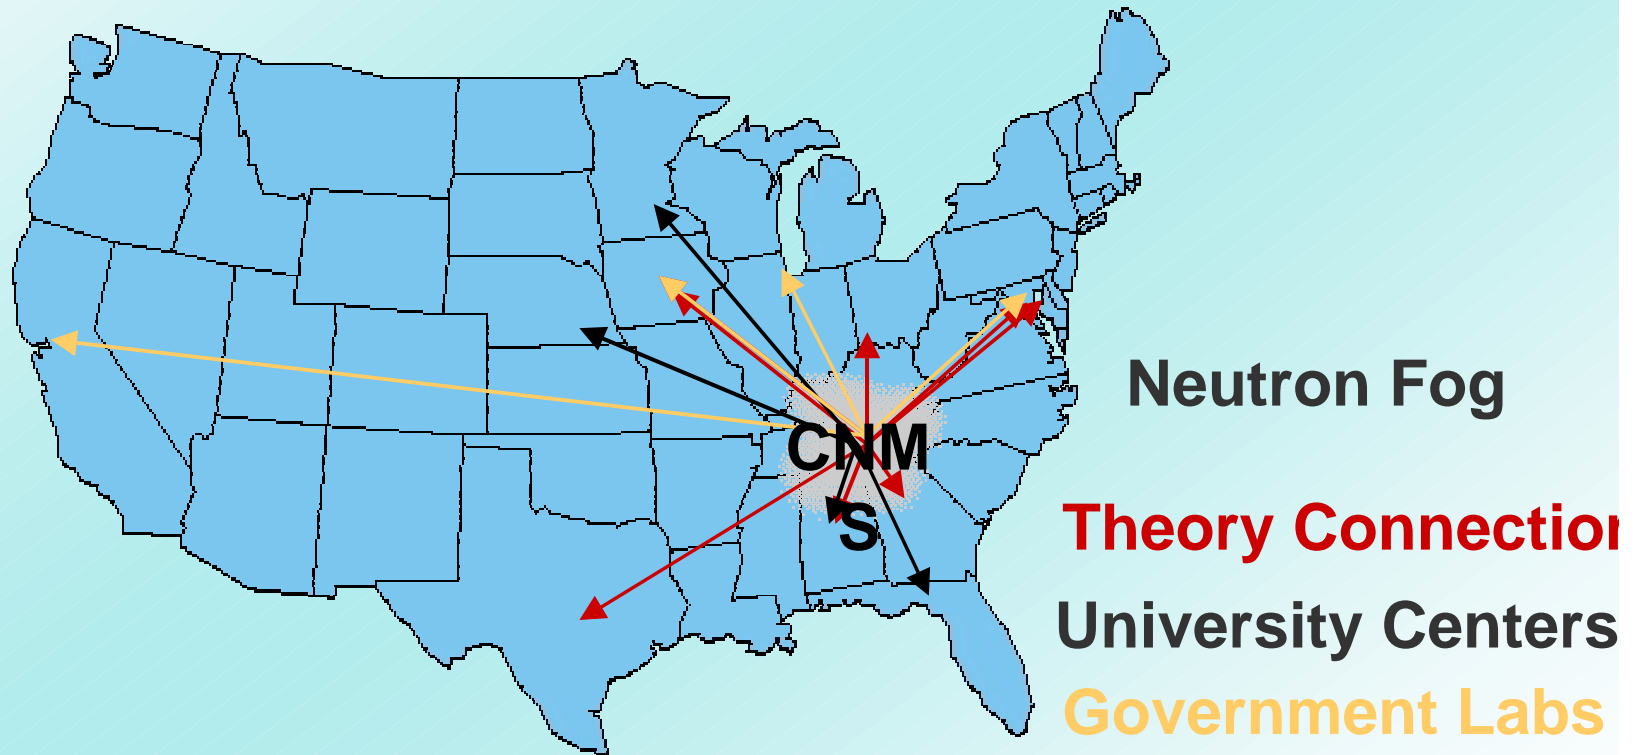 Neutron Fog
CNM
S
Theory Connection
University Centers
Government Labs